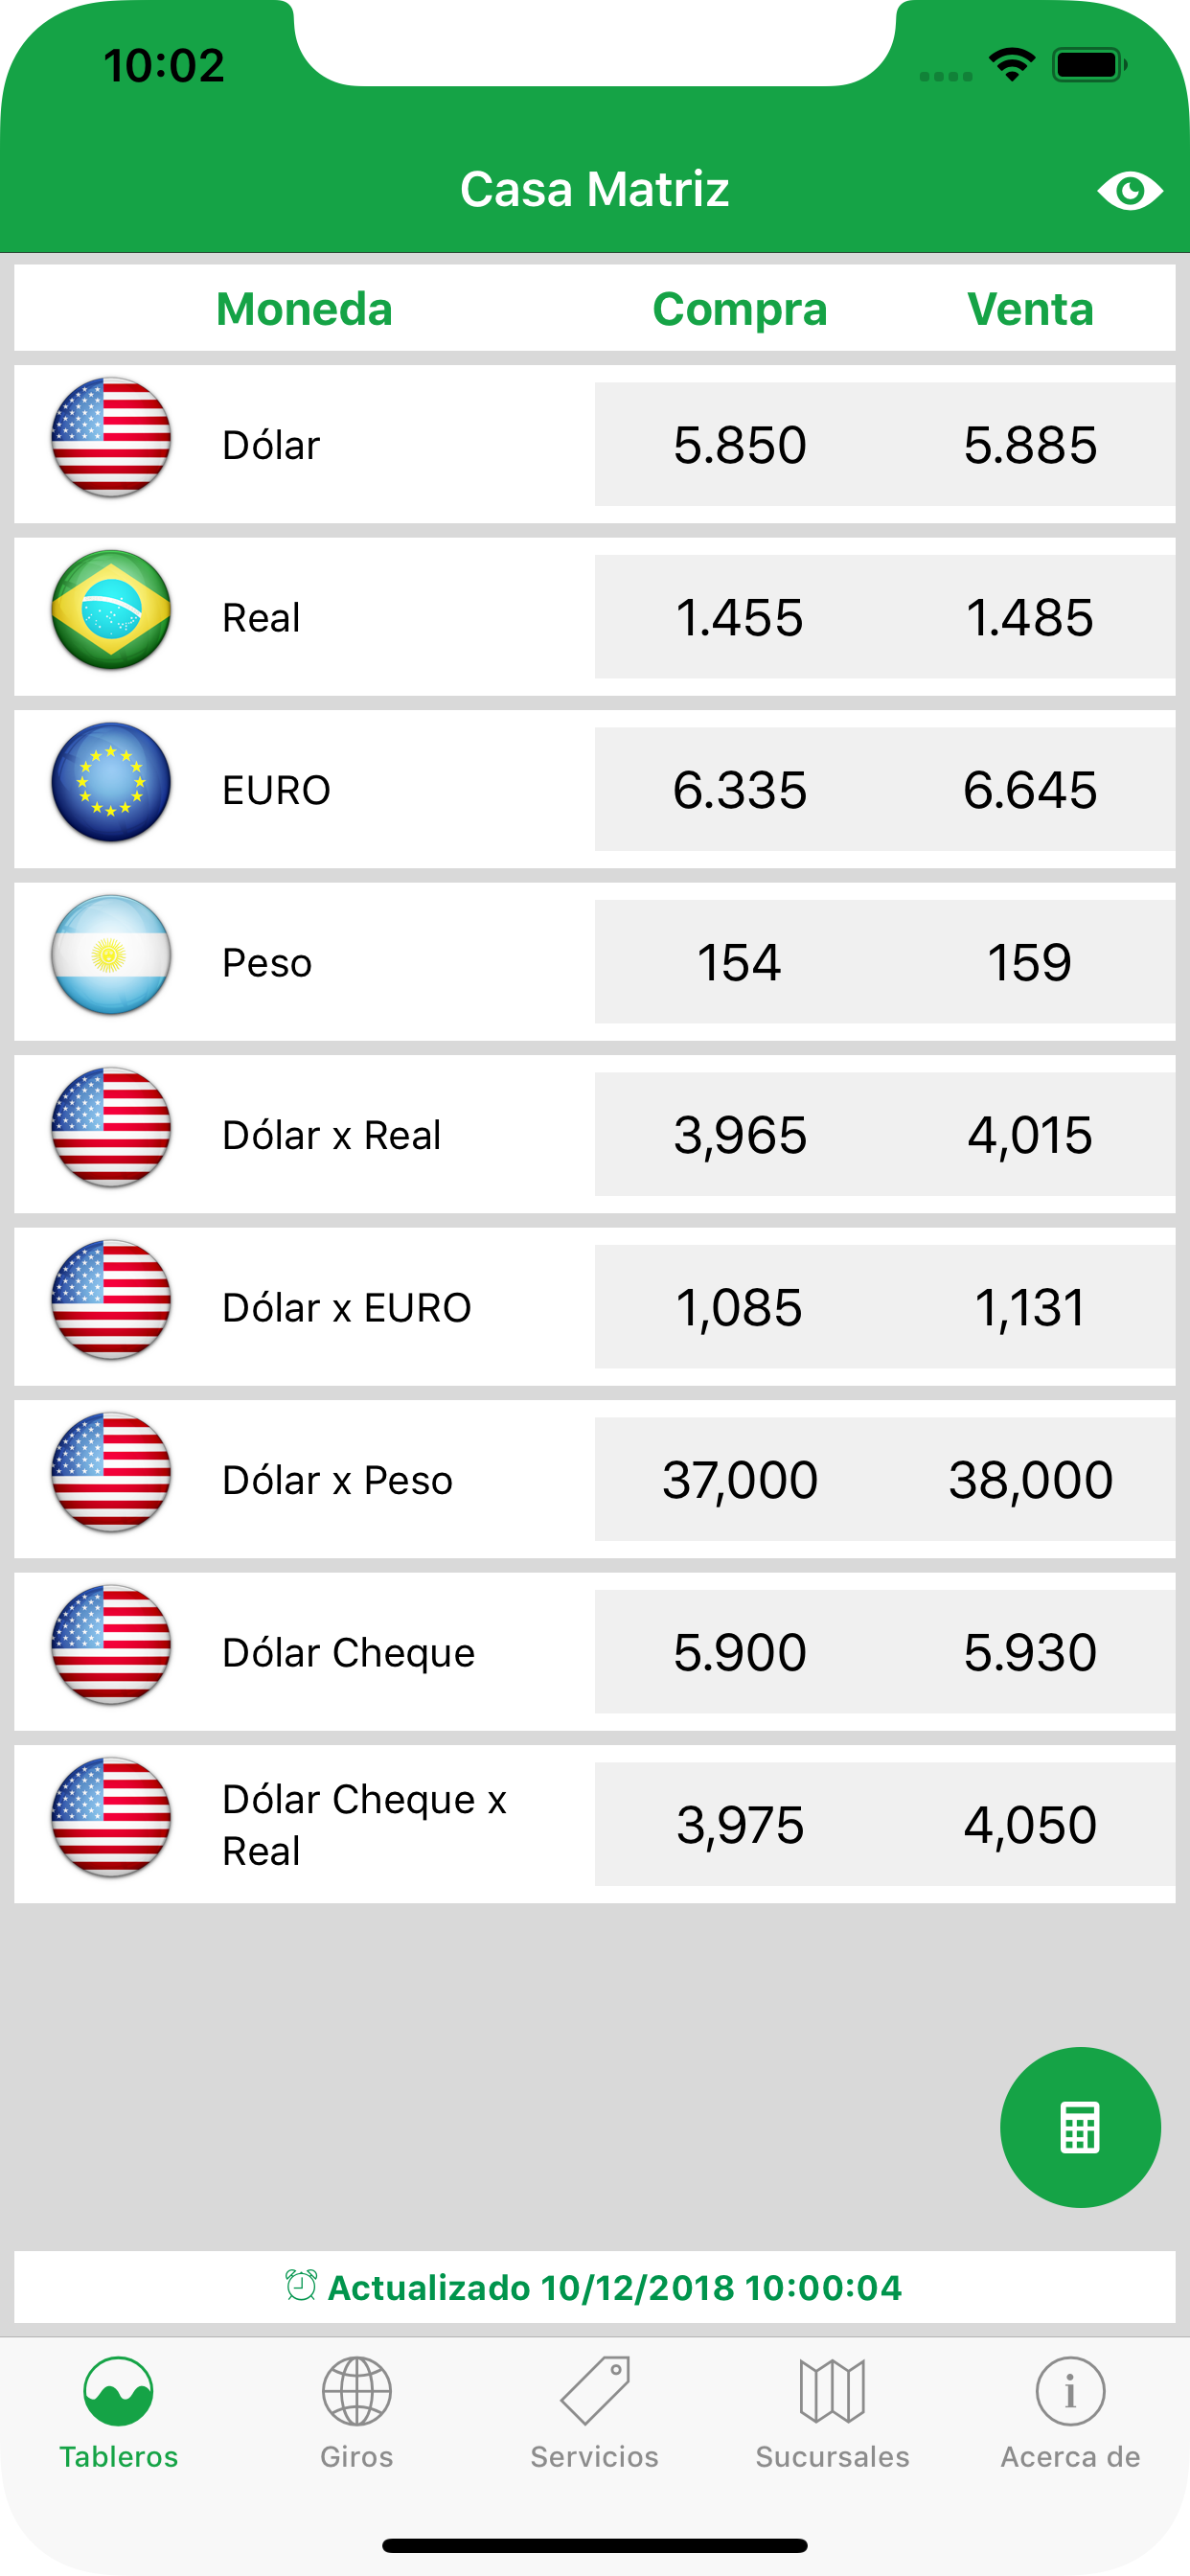 10:02
Casa Matriz
Moneda Compra Venta
Dólar 5.850 5.885
Real 1.455 1.485
EURO 6.335 6.645
Peso 154 159
Dólar x Real 3,965 4,015
Dólar x EURO 1,085 1,131
Dólar x Peso 37,000 38,000
Dólar Cheque 5.900 5.930
Dólar Cheque x
Real 3,975 4,050
Actualizado 10/12/2018 10:00:04
Tableros Giros Servicios Sucursales Acerca de